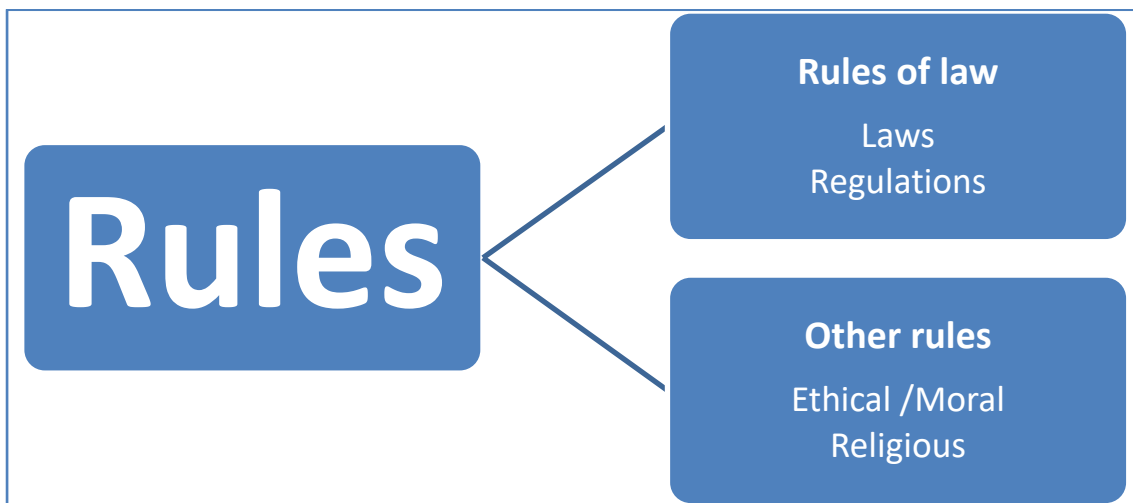 Rules
Rules of law
Laws
Regulations
Other rules
Ethical /Moral
Religious